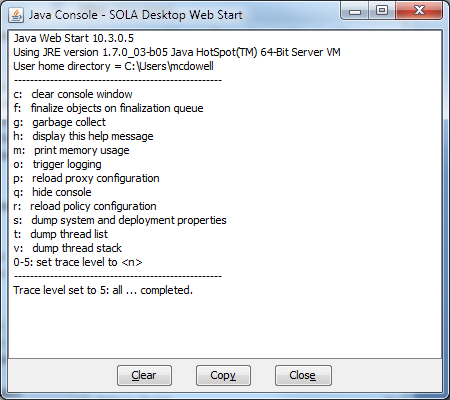 Java Console - SOLA Desktop Web Start
Java Web Start 10.3.0.5
Using JRE version 1.7.0_03-b05 Java HotSpot(TM) 64-Bit Server VM
User home directory = C:\Users\mcdowell
----------------------------------------------------
c:   clear console window
f:   finalize objects on finalization queue
g:   garbage collect
h:   display this help message
m:   print memory usage
o:   trigger logging
p:   reload proxy configuration
q:   hide console
r:   reload policy configuration
s:   dump system and deployment properties
t:   dump thread list
v:   dump thread stack
0-5: set trace level to <n>
----------------------------------------------------
Trace level set to 5: all ... completed.
Clear Copy Close